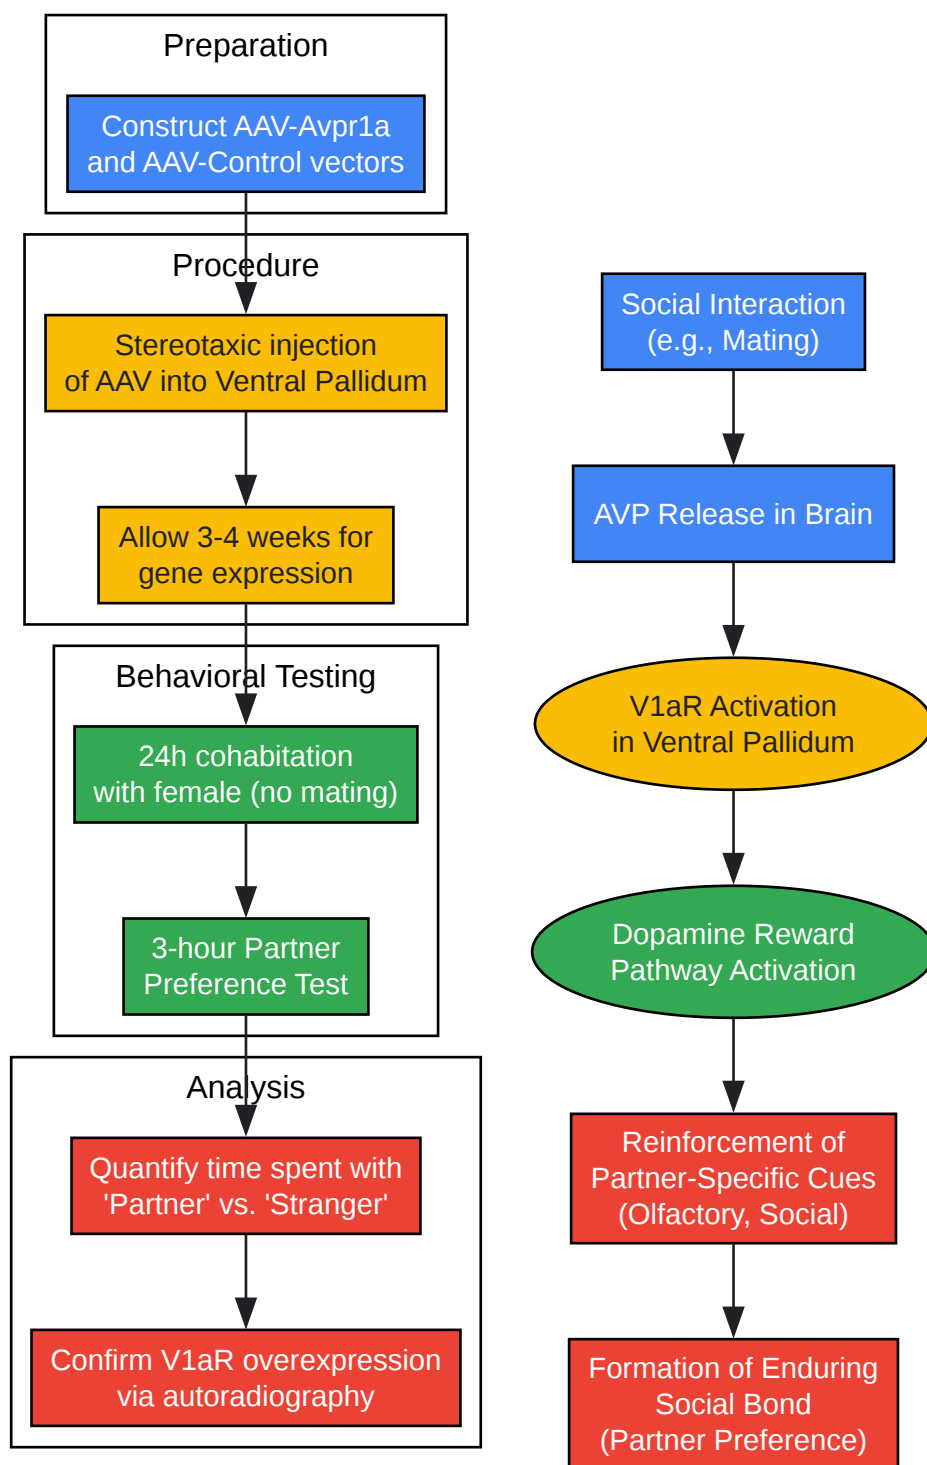 Preparation
Construct AAV-Avpr1a
and AAV-Control vectors
Procedure
Stereotaxic injection
of AAV into Ventral Pallidum
Allow 3-4 weeks for
gene expression
Behavioral Testing
24h cohabitation
with female (no mating)
3-hour Partner
Preference Test
Analysis
Quantify time spent with
'Partner' vs. 'Stranger'
Confirm V1aR overexpression
via autoradiography
Social Interaction
(e.g., Mating)
AVP Release in Brain
V1aR Activation
in Ventral Pallidum
Dopamine Reward
Pathway Activation
Reinforcement of
Partner-Specific Cues
(Olfactory, Social)
Formation of Enduring
Social Bond
(Partner Preference)